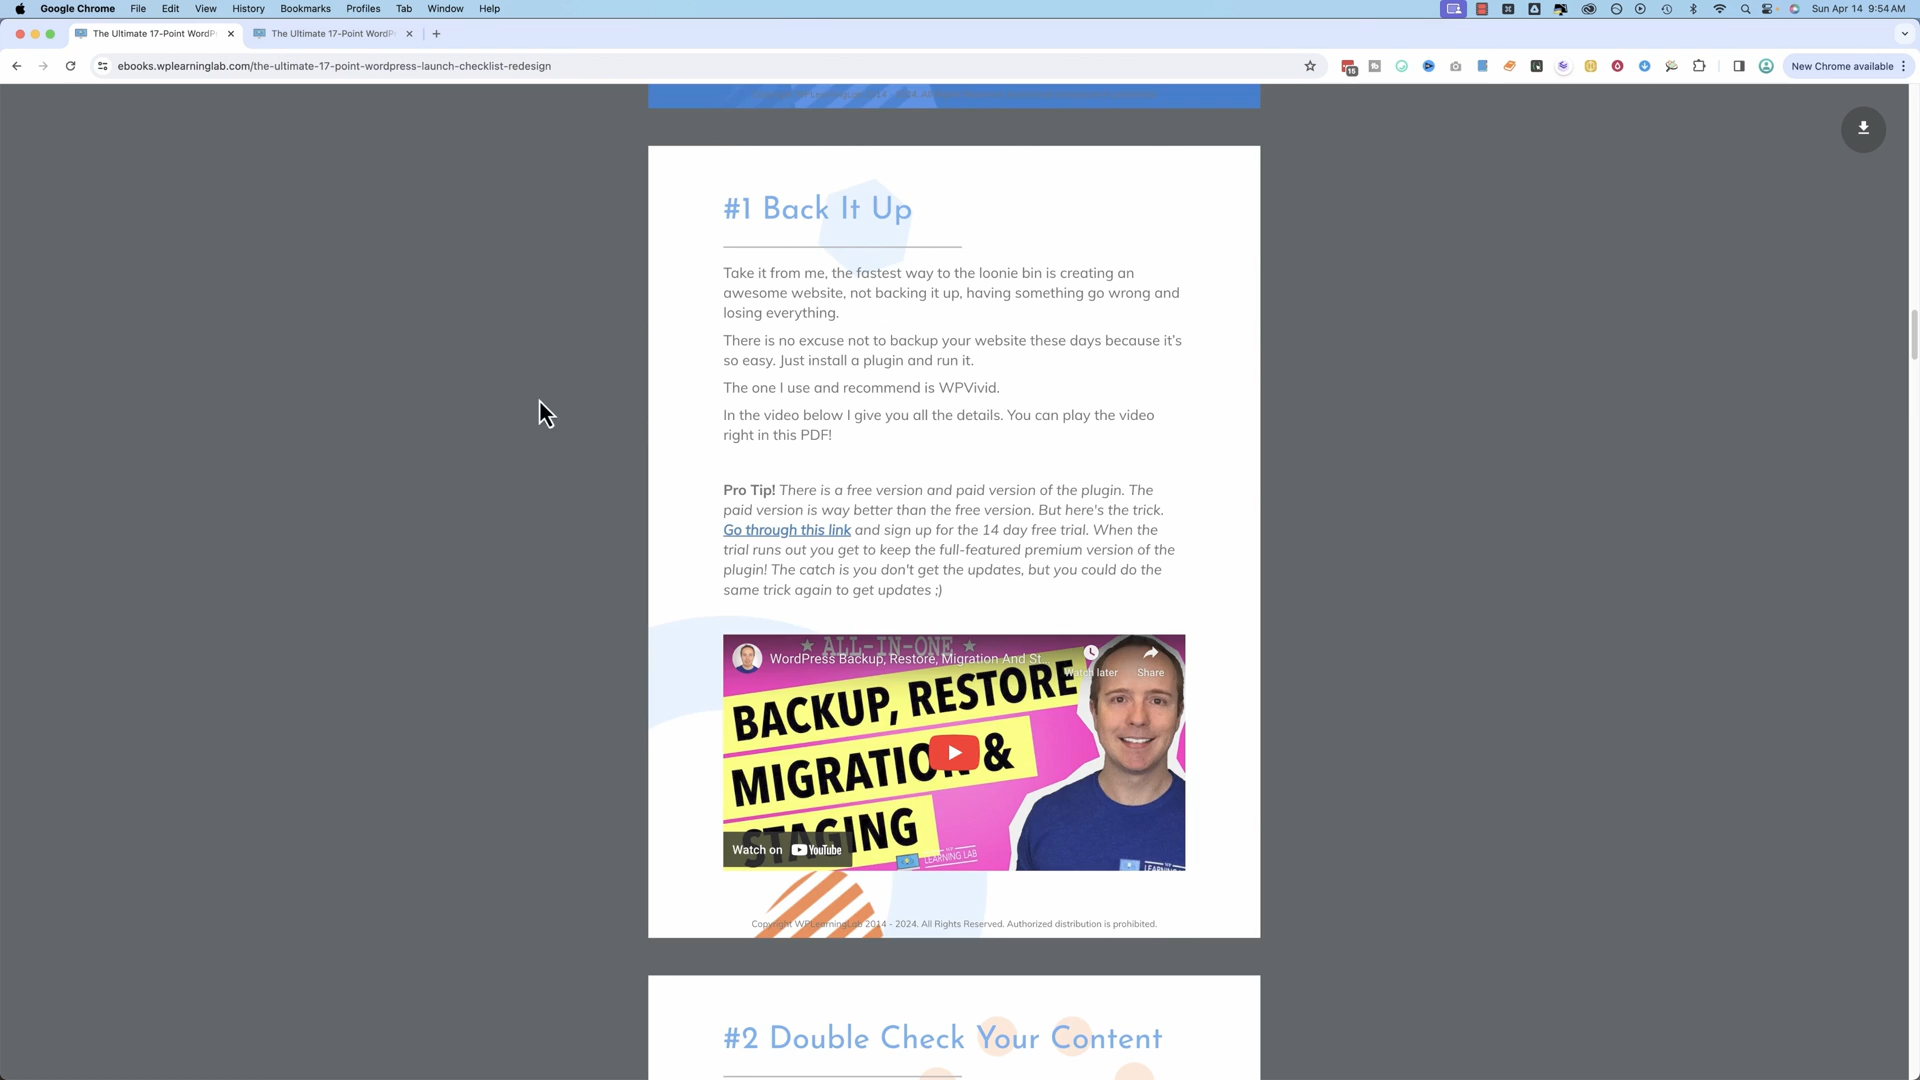 Google Chrome File Edit View History Bookmarks Profiles Tab Window Help Sun Apr 14 9:54 AM
The Ultimate 17-Point WordP
The Ultimate 17-Point WordP
ebooks.wplearninglab.com/the-ultimate-17-point-wordpress-launch-checklist-redesign
15
New Chrome available
#1 Back It Up
Take it from me, the fastest way to the loonie bin is creating an
awesome website, not backing it up, having something go wrong and
losing everything.
There is no excuse not to backup your website these days because it's
so easy. Just install a plugin and run it.
The one I use and recommend is WPVivid.
In the video below I give you all the details. You can play the video
right in this PDF!
Pro Tip! There is a free version and paid version of the plugin. The
paid version is way better than the free version. But here's the trick.
Go through this link and sign up for the 14 day free trial. When the
trial runs out you get to keep the full-featured premium version of the
plugin! The catch is you don't get the updates, but you could do the
same trick again to get updates ;)
ALL-IN-ONE
WordPress Backup, Restore, Migration And St...
Watch later
Share
BACKUP, RESTORE
MIGRATION &
STAGING
Watch on YouTube
LEARNING LAB
Copyright WPLearningLab 2014 - 2024. All Rights Reserved. Authorized distribution is prohibited.
#2 Double Check Your Content